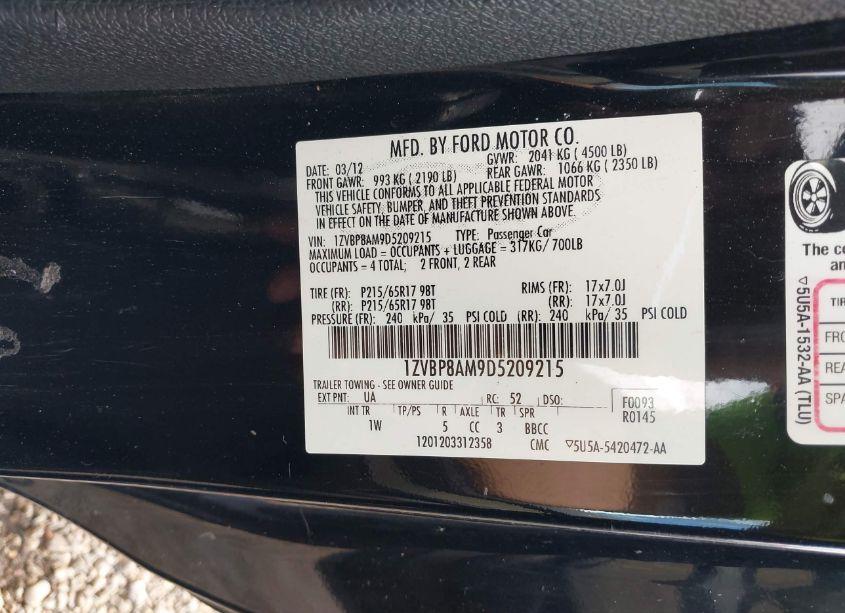 MFD. BY FORD MOTOR CO.
DATE: 03/12 GVWR: 2041 KG ( 4500 LB)
FRONT GAWR: 993 KG ( 2190 LB) REAR GAWR: 1066 KG ( 2350 LB)
THIS VEHICLE CONFORMS TO ALL APPLICABLE FEDERAL MOTOR
VEHICLE SAFETY, BUMPER, AND THEFT PREVENTION STANDARDS
IN EFFECT ON THE DATE OF MANUFACTURE SHOWN ABOVE.
VIN: 1ZVBP8AM9D5209215 TYPE: Passenger Car
MAXIMUM LOAD = OCCUPANTS + LUGGAGE = 317KG/ 700LB
OCCUPANTS = 4 TOTAL; 2 FRONT, 2 REAR
TIRE (FR): P215/65R17 98T RIMS (FR): 17x7.0J
(RR): P215/65R17 98T (RR): 17x7.0J
PRESSURE (FR): 240 kPa/ 35 PSI COLD (RR): 240 kPa/ 35 PSI COLD
1ZVBP8AM9D5209215
TRAILER TOWING - SEE OWNER GUIDE
EXT PNT: UA RC: 52 DSO: F0093
R0145
INT TR TP/PS R AXLE TR SPR
1W 5 CC 3 BBCC
1201203312358 CMC 5U5A-5420472-AA
5U5A-1532-AA (TLU)
The co
an
TIR
FRO
REA
SPA